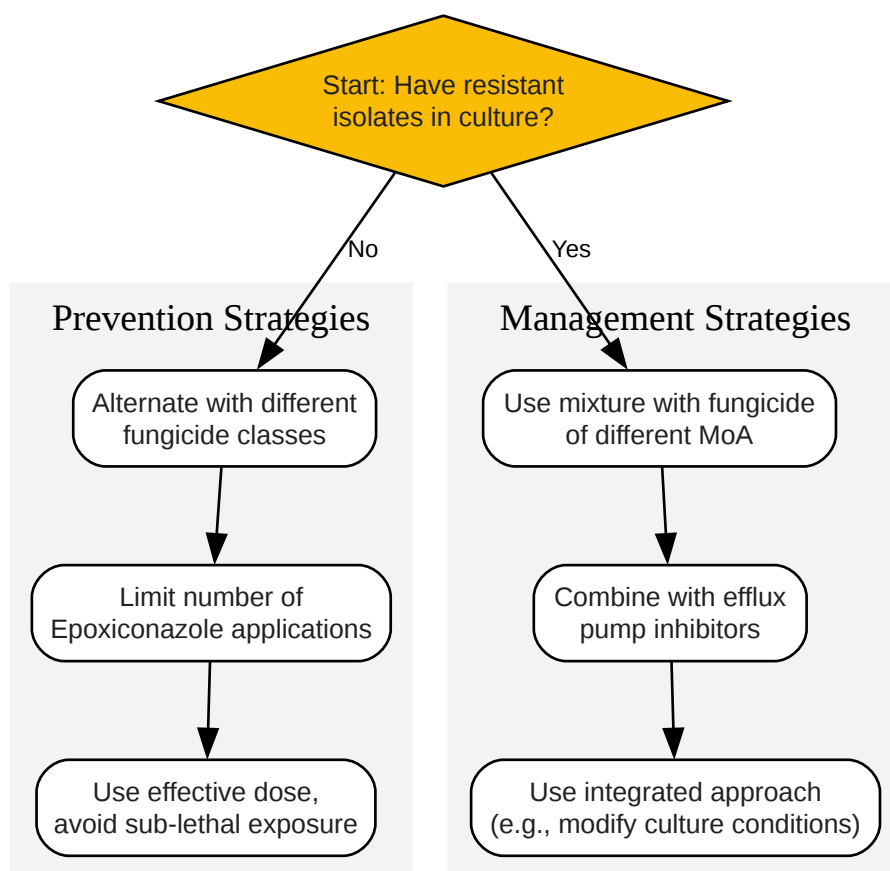 Start: Have resistant
isolates in culture?
No
Yes
Prevention Strategies
Management Strategies
Alternate with different
fungicide classes
Use mixture with fungicide
of different MoA
Limit number of
Epoxiconazole applications
Combine with efflux
pump inhibitors
Use effective dose,
avoid sub-lethal exposure
Use integrated approach
(e.g., modify culture conditions)